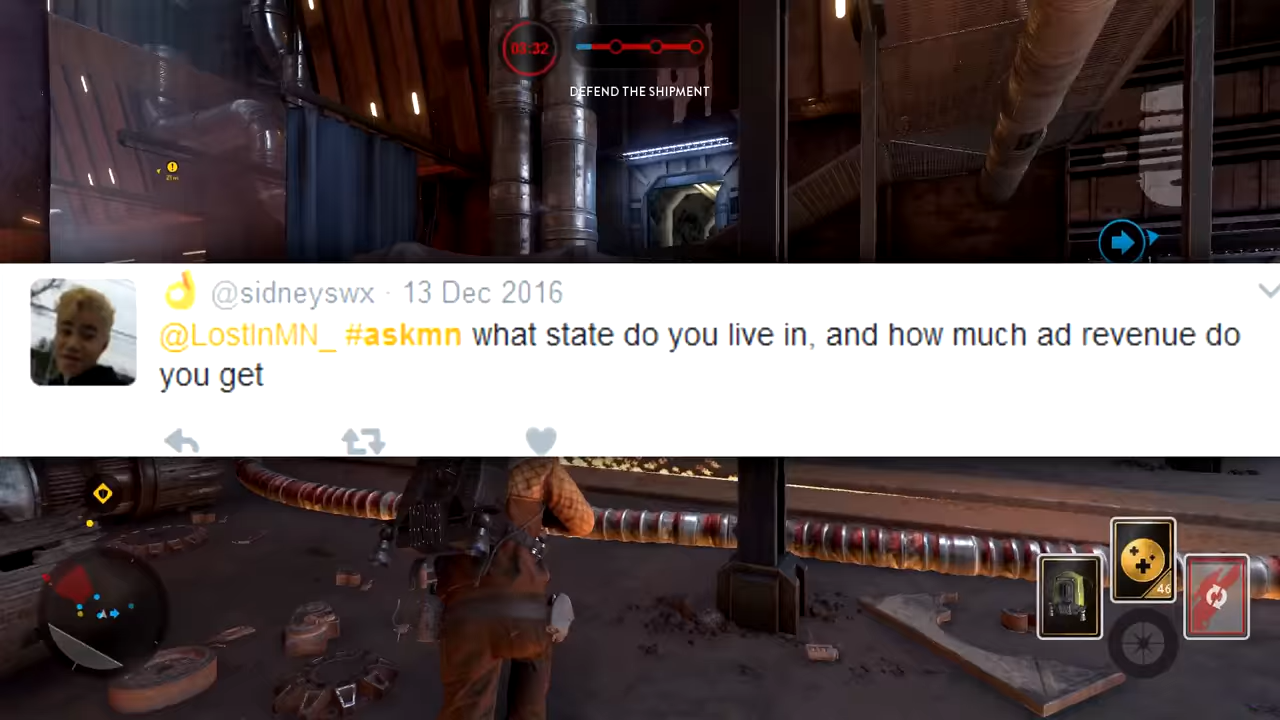 03:32
DEFEND THE SHIPMENT
@sidneyswx · 13 Dec 2016
@LostInMN_ #askmn what state do you live in, and how much ad revenue do
you get
46